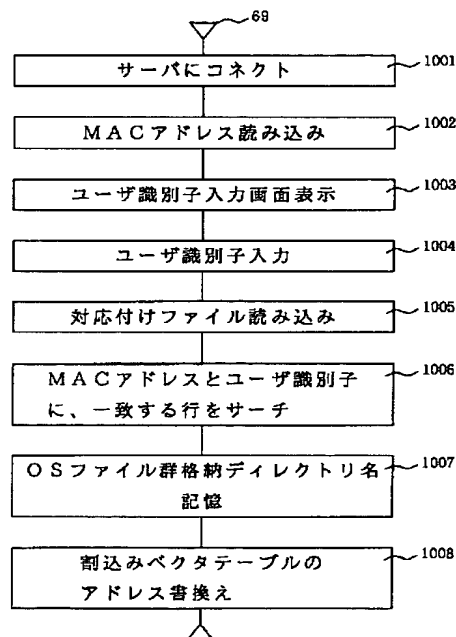 69
サーバにコネクト
1001
MACアドレス読み込み
1002
ユーザ識別子入力画面表示
1003
ユーザ識別子入力
1004
対応付けファイル読み込み
1005
MACアドレスとユーザ識別子
に、一致する行をサーチ
1006
OSファイル群格納ディレクトリ名
記憶
1007
割込みベクタテーブルの
アドレス書換え
1008